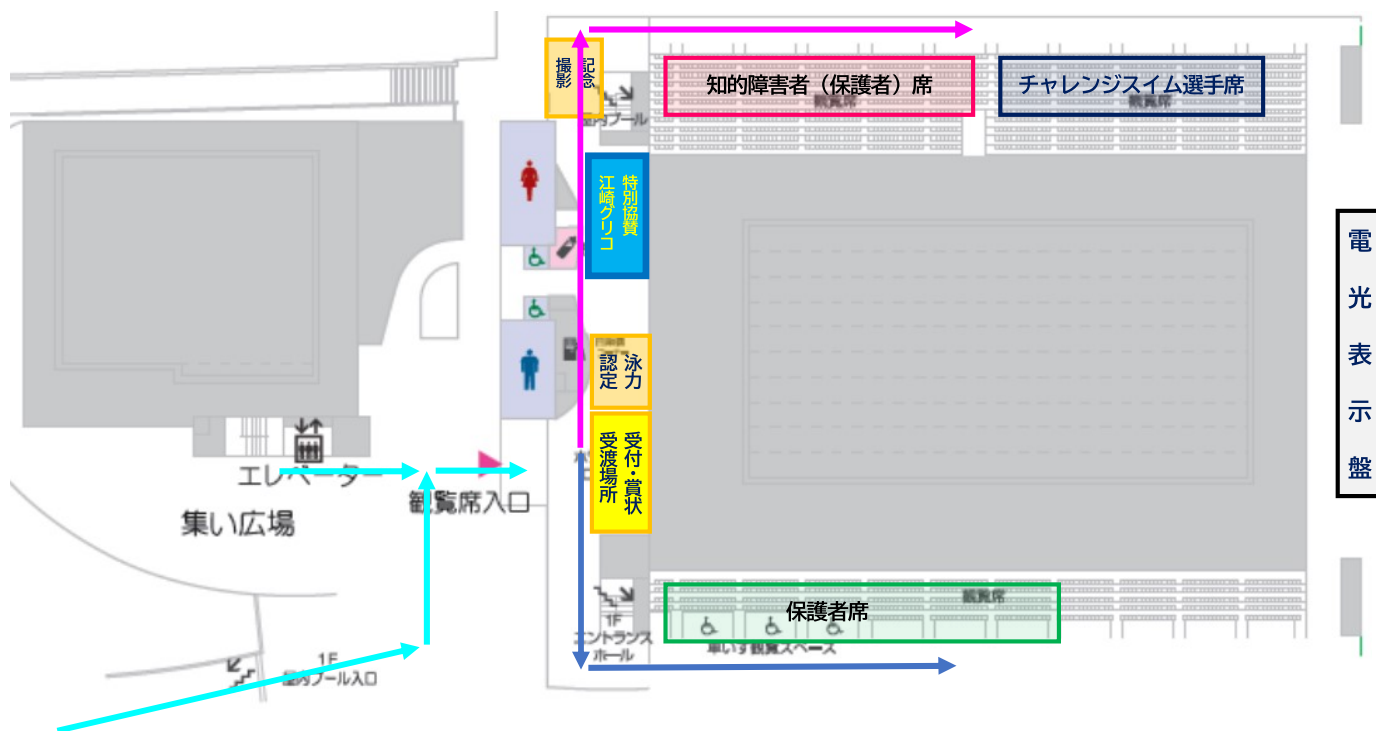 記念
撮影
知的障害者(保護者)席
チャレンジスイム選手席
観覧席
観覧席
屋内プール
特別協賛
江崎グリコ
電光表示盤
泳力
認定
受付・賞状
受渡場所
エレベーター
観覧席入口
集い広場
保護者席
観覧席
1F
エントランス
ホール
車いす観覧スペース
1F
屋内プール入口